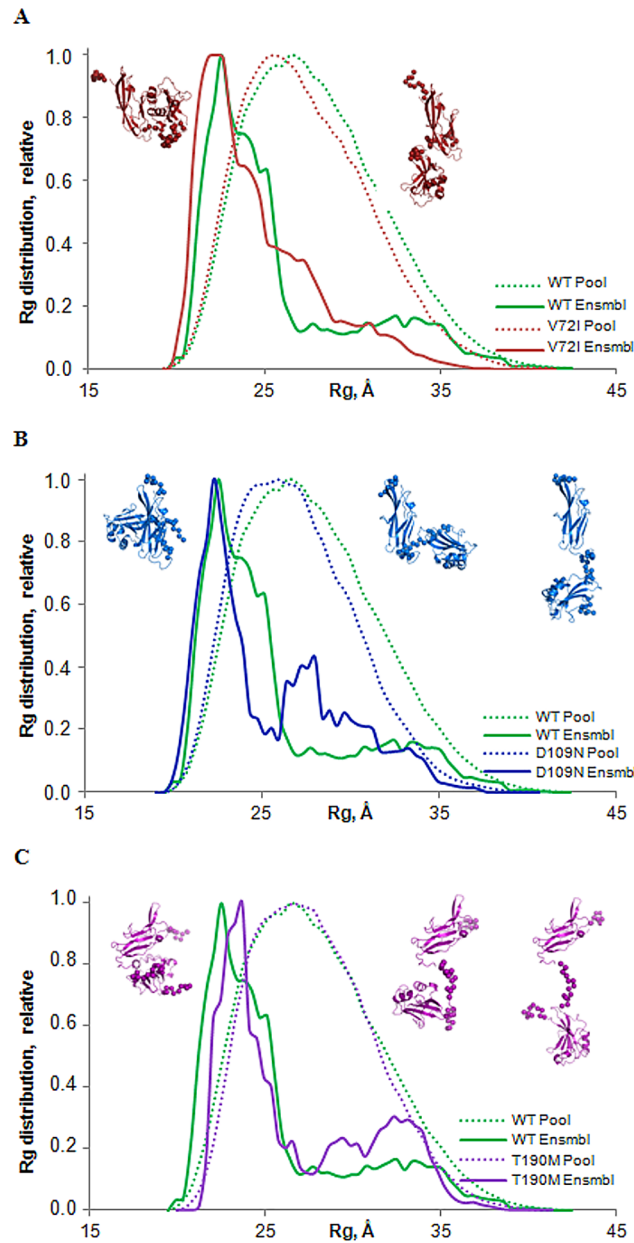 A
Rg distribution, relative
1.0
0.8
0.6
0.4
0.2
0.0
15
25
35
45
Rg, Å
WT Pool
WT Ensmbl
V72I Pool
V72I Ensmbl
B
Rg distribution, relative
1.0
0.8
0.6
0.4
0.2
0.0
15
25
35
45
Rg, Å
WT Pool
WT Ensmbl
D109N Pool
D109N Ensmbl
C
Rg distribution, relative
1.0
0.8
0.6
0.4
0.2
0.0
15
25
35
45
Rg, Å
WT Pool
WT Ensmbl
T190M Pool
T190M Ensmbl